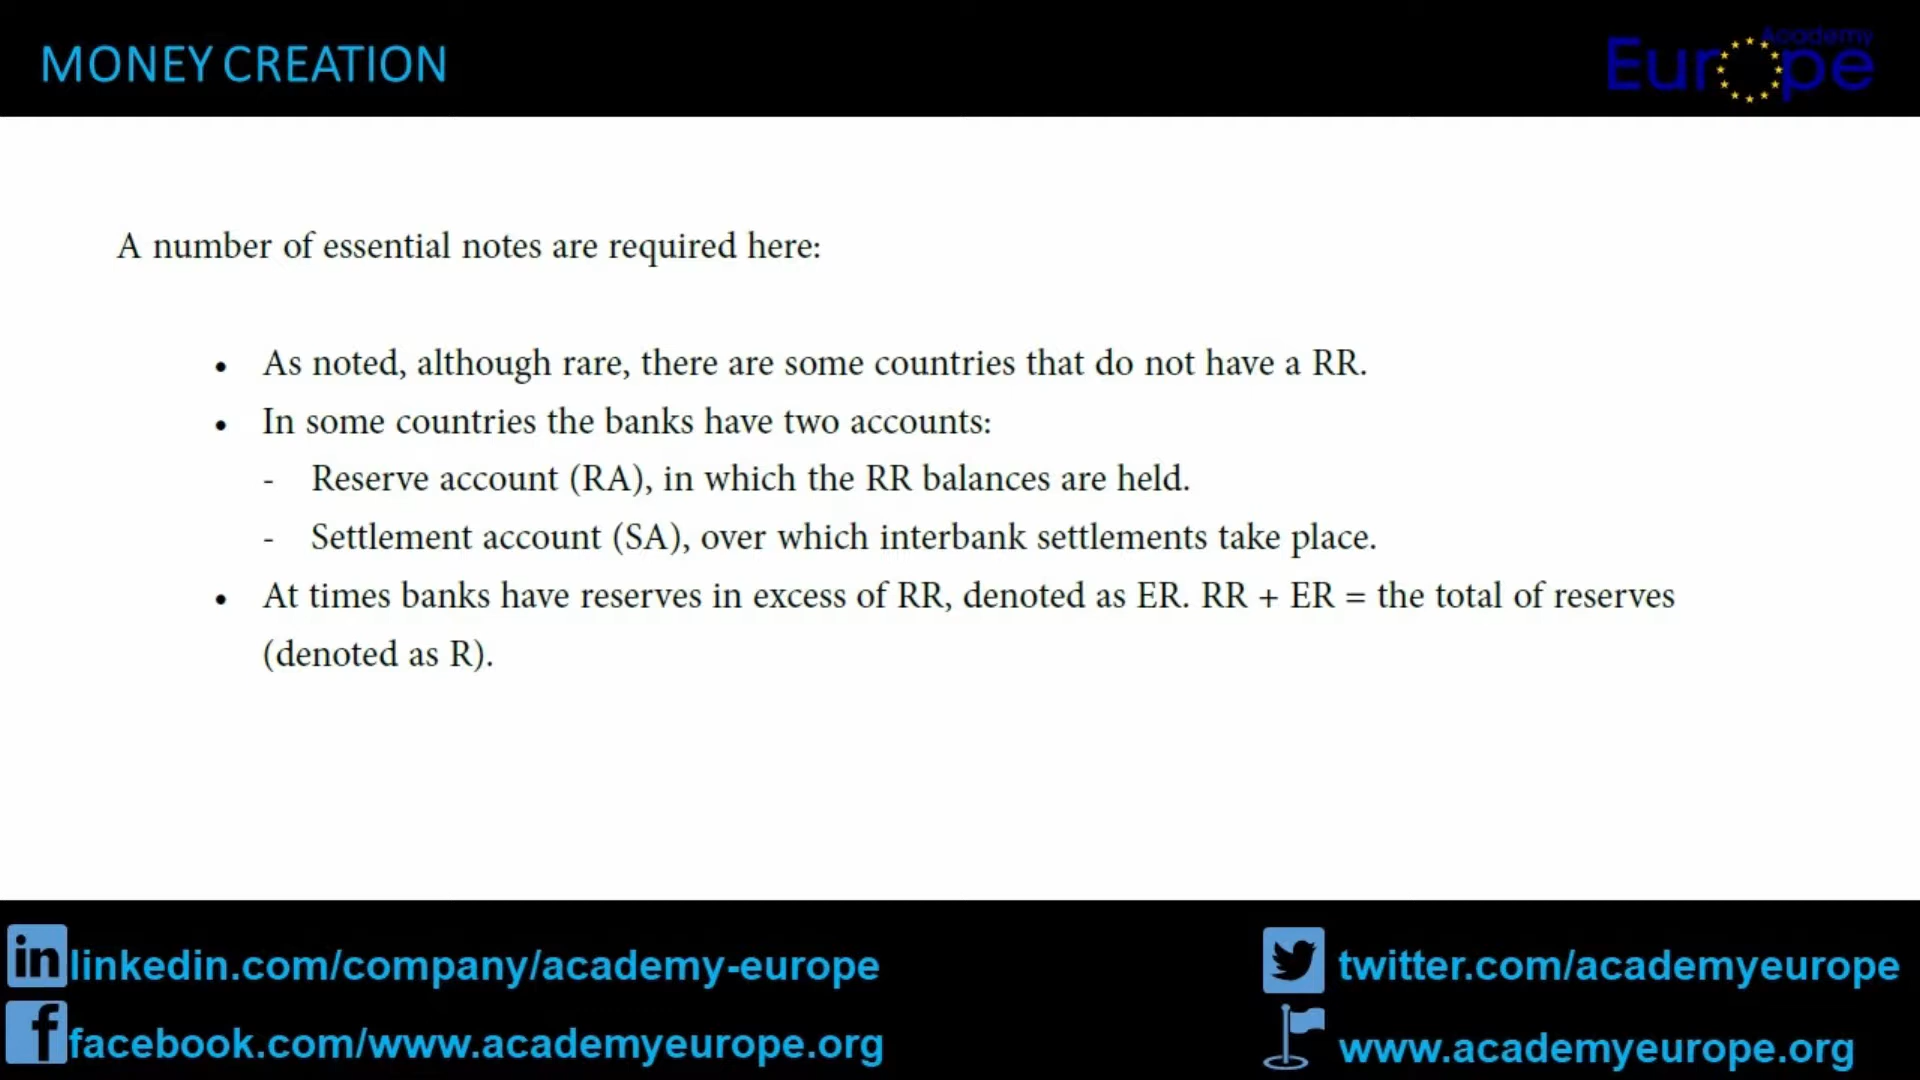 MONEY CREATION
Academy
Europe
A number of essential notes are required here:
• As noted, although rare, there are some countries that do not have a RR.
• In some countries the banks have two accounts:
- Reserve account (RA), in which the RR balances are held.
- Settlement account (SA), over which interbank settlements take place.
• At times banks have reserves in excess of RR, denoted as ER. RR + ER = the total of reserves
(denoted as R).
in linkedin.com/company/academy-europe
twitter.com/academyeurope
f facebook.com/www.academyeurope.org
www.academyeurope.org